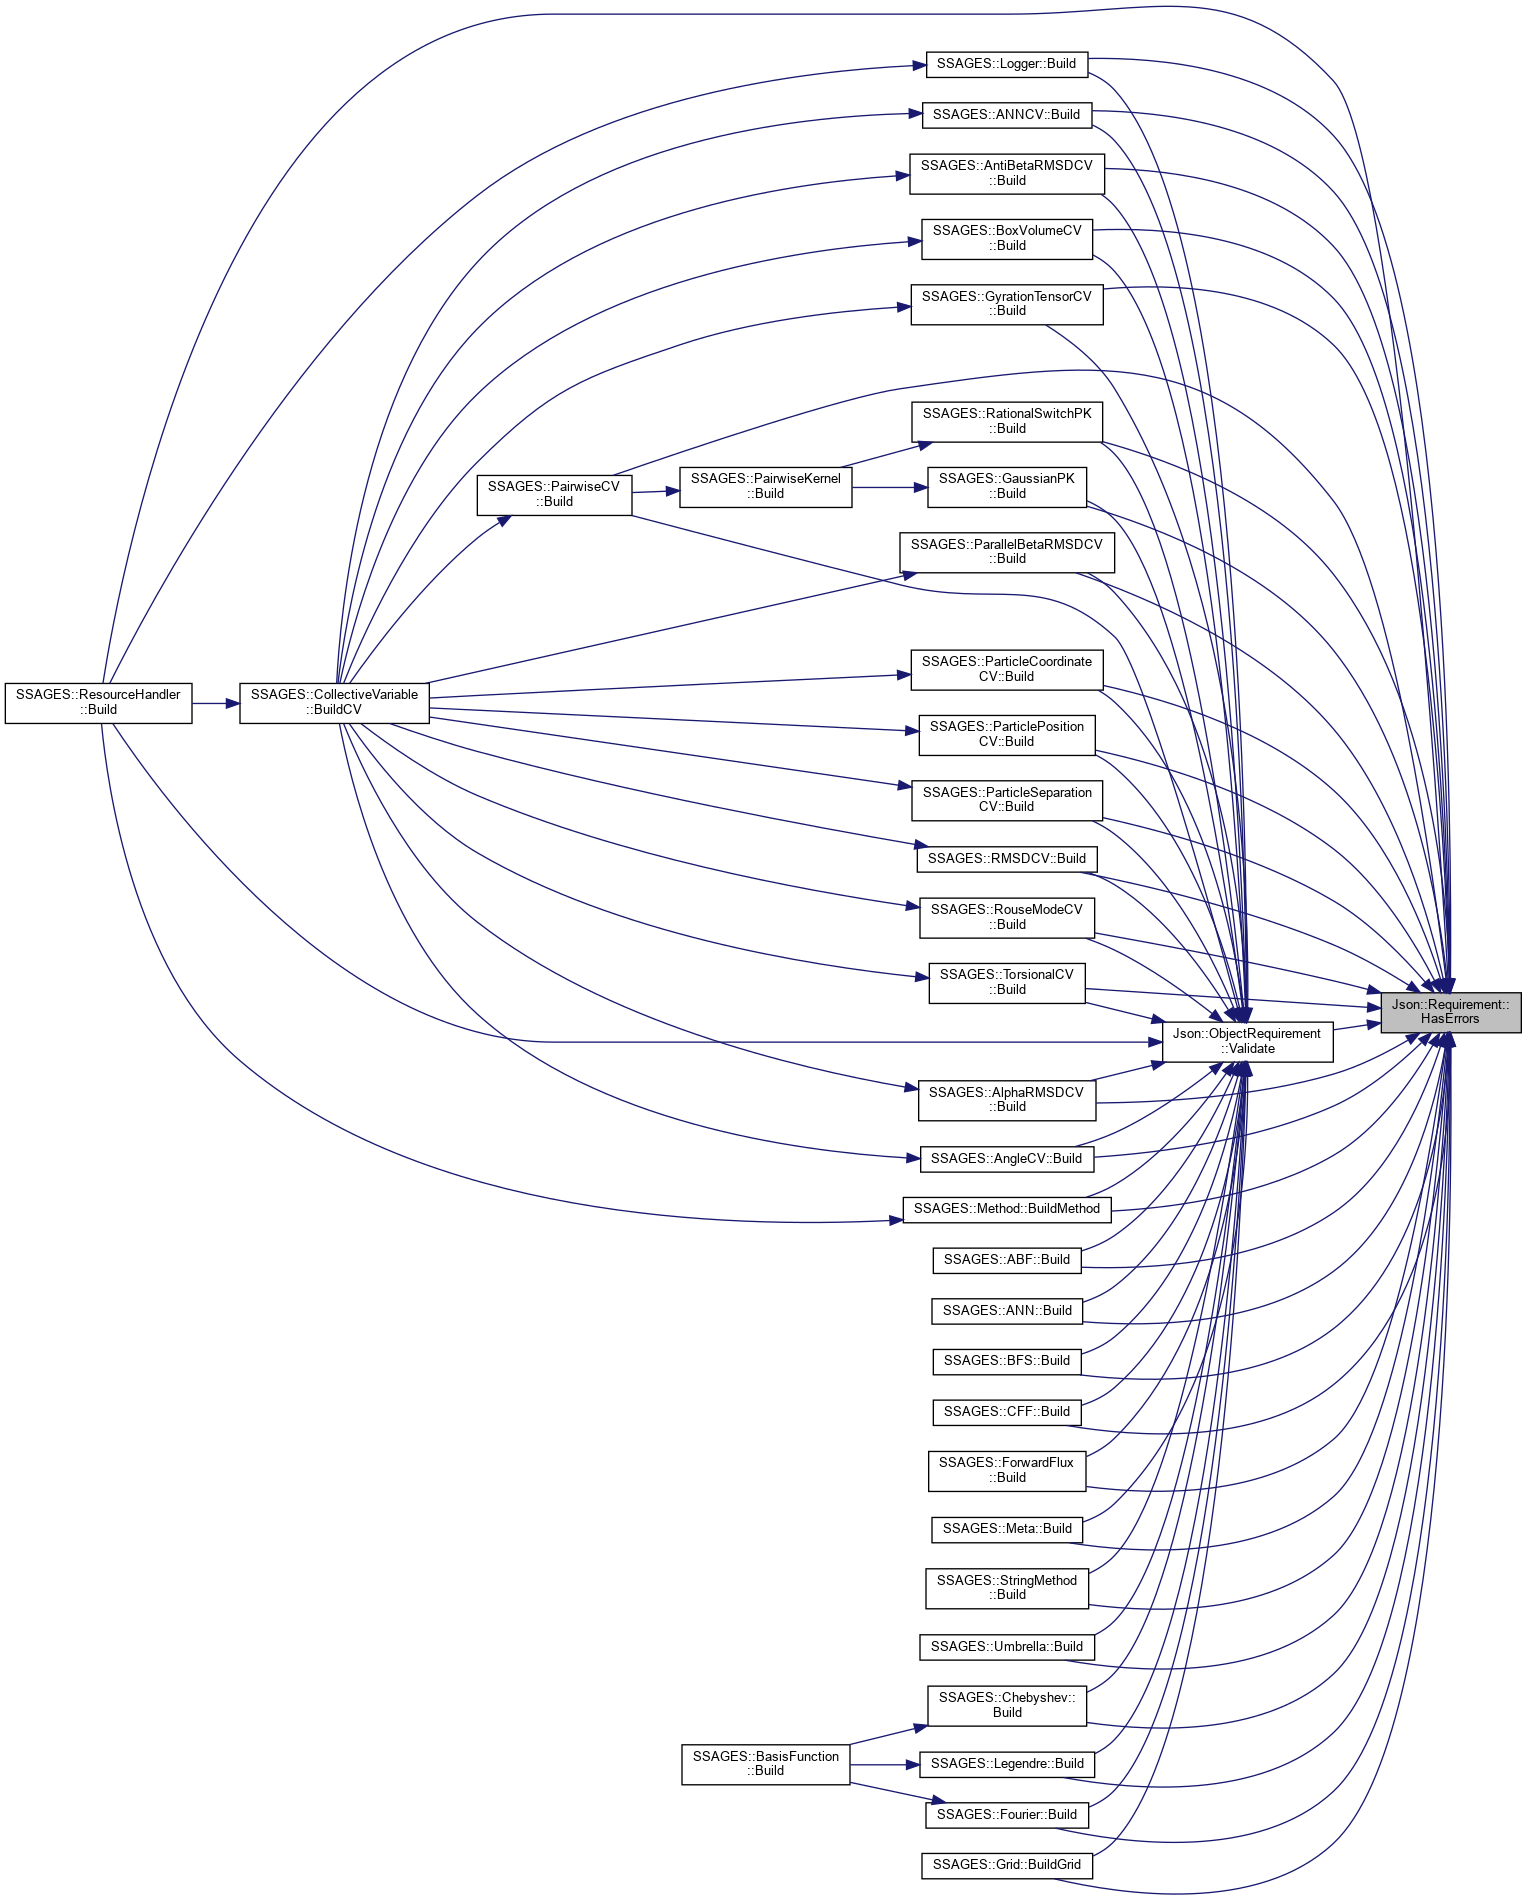 SSAGES::Logger::Build
SSAGES::ANNCV::Build
SSAGES::AntiBetaRMSDCV
::Build
SSAGES::BoxVolumeCV
::Build
SSAGES::GyrationTensorCV
::Build
SSAGES::RationalSwitchPK
::Build
SSAGES::PairwiseCV
::Build
SSAGES::PairwiseKernel
::Build
SSAGES::GaussianPK
::Build
SSAGES::ParallelBetaRMSDCV
::Build
SSAGES::ResourceHandler
::Build
SSAGES::CollectiveVariable
::BuildCV
SSAGES::ParticleCoordinate
CV::Build
SSAGES::ParticlePosition
CV::Build
SSAGES::ParticleSeparation
CV::Build
SSAGES::RMSDCV::Build
SSAGES::RouseModeCV
::Build
SSAGES::TorsionalCV
::Build
Json::Requirement::
HasErrors
Json::ObjectRequirement
::Validate
SSAGES::AlphaRMSDCV
::Build
SSAGES::AngleCV::Build
SSAGES::Method::BuildMethod
SSAGES::ABF::Build
SSAGES::ANN::Build
SSAGES::BFS::Build
SSAGES::CFF::Build
SSAGES::ForwardFlux
::Build
SSAGES::Meta::Build
SSAGES::StringMethod
::Build
SSAGES::Umbrella::Build
SSAGES::Chebyshev::
Build
SSAGES::BasisFunction
::Build
SSAGES::Legendre::Build
SSAGES::Fourier::Build
SSAGES::Grid::BuildGrid